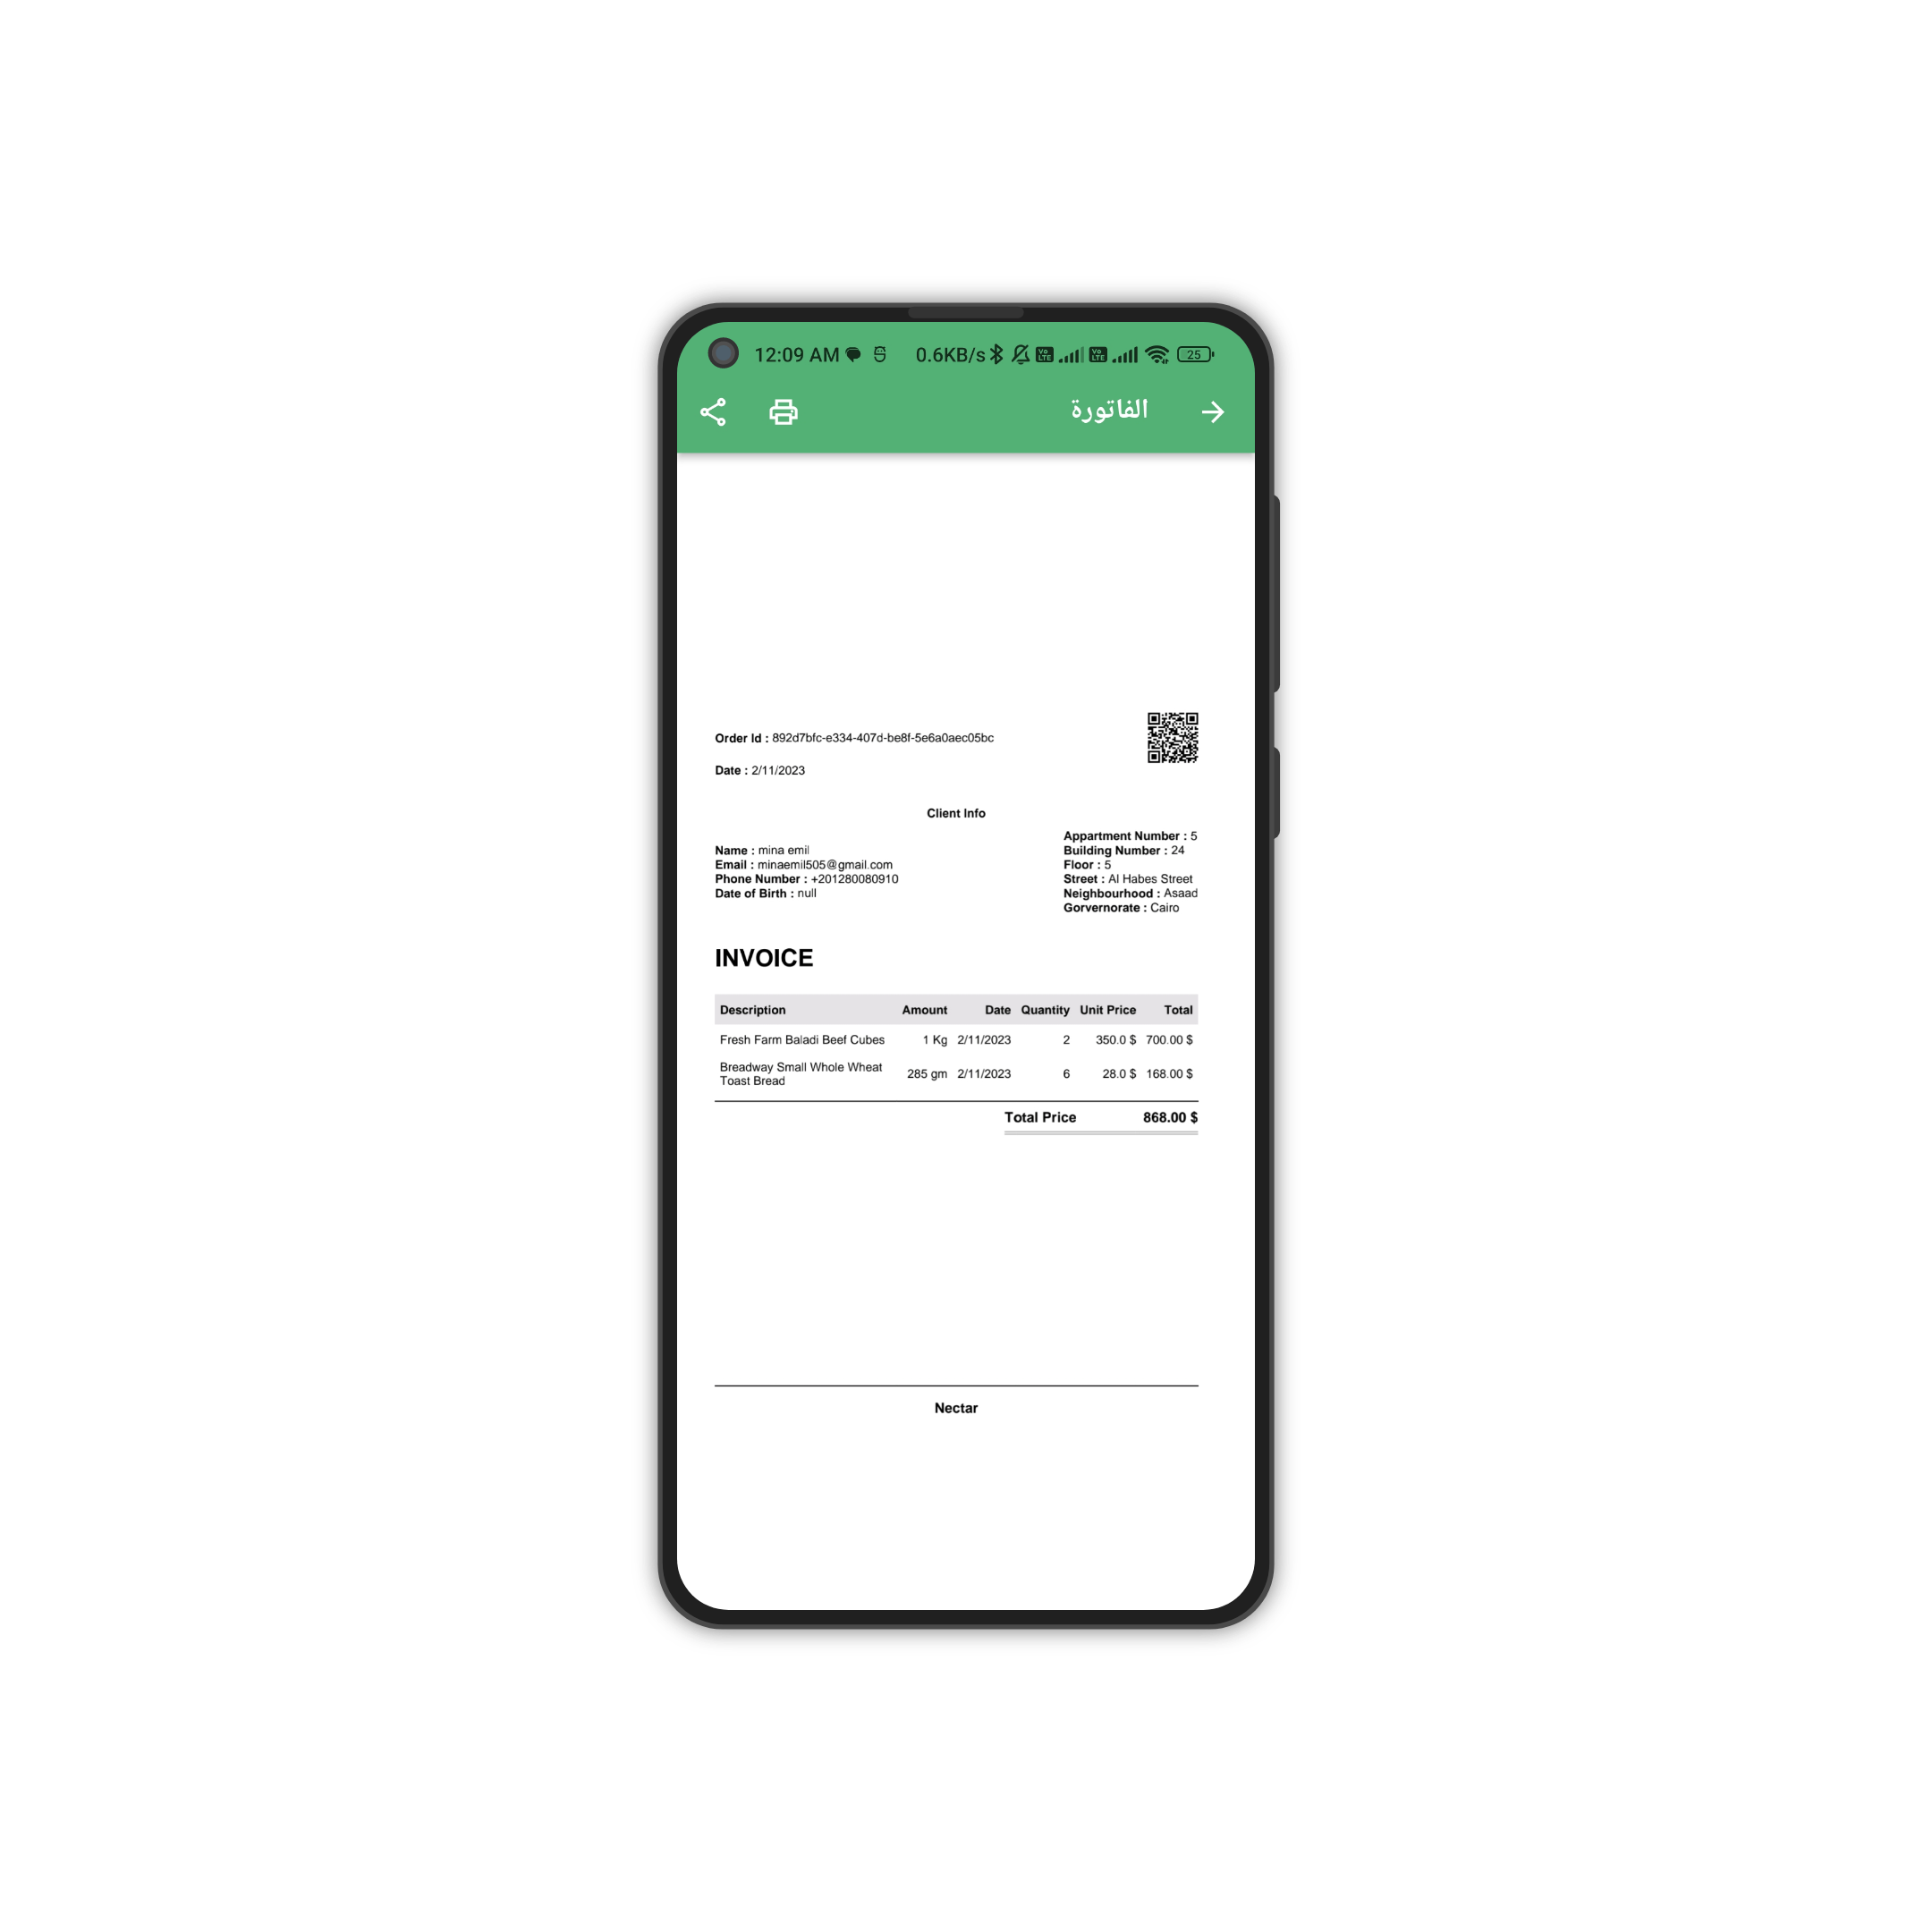 12:09 AM 0.6KB/s Vo LTE Vo LTE 25
الفاتورة
Order Id : 892d7bfc-e334-407d-be8f-5e6a0aec05bc
Date : 2/11/2023
Client Info
Name : mina emil
Email : minaemil505@gmail.com
Phone Number : +201280080910
Date of Birth : null
Appartment Number : 5
Building Number : 24
Floor : 5
Street : Al Habes Street
Neighbourhood : Asaad
Gorvernorate : Cairo
INVOICE
Description Amount Date Quantity Unit Price Total
Fresh Farm Baladi Beef Cubes 1 Kg 2/11/2023 2 350.0 $ 700.00 $
Breadway Small Whole Wheat
Toast Bread 285 gm 2/11/2023 6 28.0 $ 168.00 $
Total Price 868.00 $
Nectar